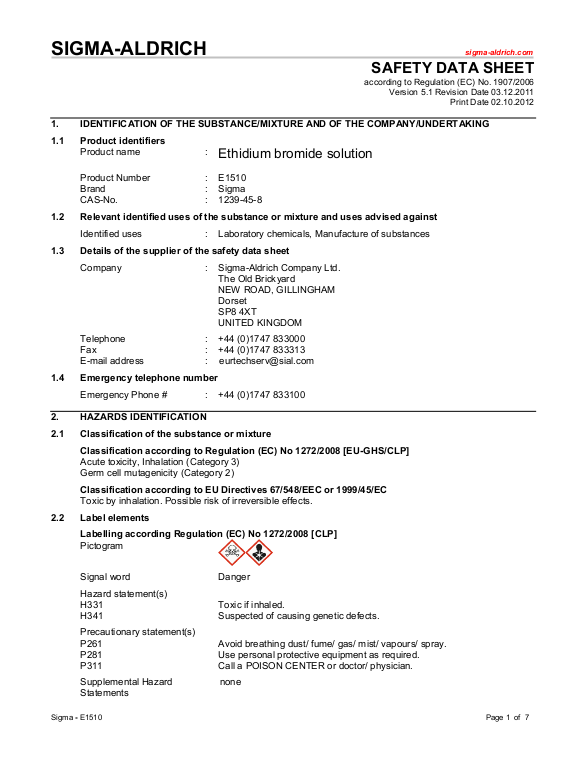 SIGMA-ALDRICH
sigma-aldrich.com
SAFETY DATA SHEET
according to Regulation (EC) No. 1907/2006
Version 5.1 Revision Date 03.12.2011
Print Date 02.10.2012
1. IDENTIFICATION OF THE SUBSTANCE/MIXTURE AND OF THE COMPANY/UNDERTAKING
1.1 Product identifiers
Product name : Ethidium bromide solution
Product Number : E1510
Brand : Sigma
CAS-No. : 1239-45-8
1.2 Relevant identified uses of the substance or mixture and uses advised against
Identified uses : Laboratory chemicals, Manufacture of substances
1.3 Details of the supplier of the safety data sheet
Company : Sigma-Aldrich Company Ltd.
The Old Brickyard
NEW ROAD, GILLINGHAM
Dorset
SP8 4XT
UNITED KINGDOM
Telephone : +44 (0)1747 833000
Fax : +44 (0)1747 833313
E-mail address : eurtechserv@sial.com
1.4 Emergency telephone number
Emergency Phone # : +44 (0)1747 833100
2. HAZARDS IDENTIFICATION
2.1 Classification of the substance or mixture
Classification according to Regulation (EC) No 1272/2008 [EU-GHS/CLP]
Acute toxicity, Inhalation (Category 3)
Germ cell mutagenicity (Category 2)
Classification according to EU Directives 67/548/EEC or 1999/45/EC
Toxic by inhalation. Possible risk of irreversible effects.
2.2 Label elements
Labelling according Regulation (EC) No 1272/2008 [CLP]
Pictogram
Signal word Danger
Hazard statement(s)
H331 Toxic if inhaled.
H341 Suspected of causing genetic defects.
Precautionary statement(s)
P261 Avoid breathing dust/ fume/ gas/ mist/ vapours/ spray.
P281 Use personal protective equipment as required.
P311 Call a POISON CENTER or doctor/ physician.
Supplemental Hazard none
Statements
Sigma - E1510 Page 1 of 7